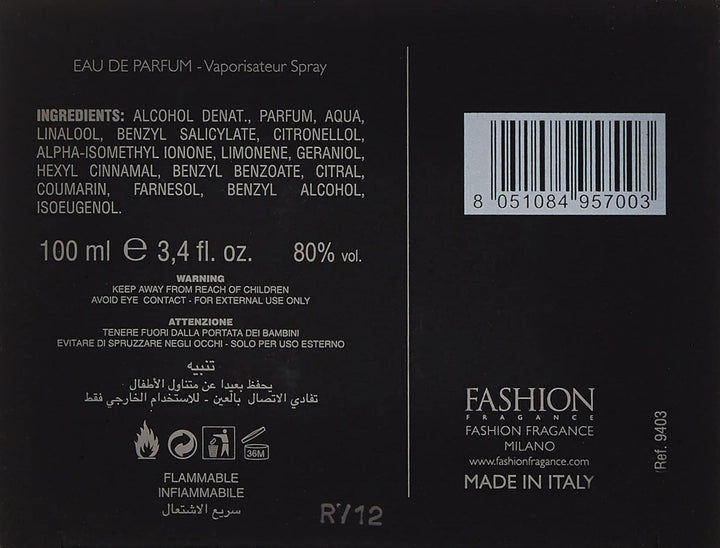 EAU DE PARFUM - Vaporisateur Spray
INGREDIENTS: ALCOHOL DENAT., PARFUM, AQUA,
LINALOOL, BENZYL SALICYLATE, CITRONELLOL,
ALPHA-ISOMETHYL IONONE, LIMONENE, GERANIOL,
HEXYL CINNAMAL, BENZYL BENZOATE, CITRAL,
COUMARIN, FARNESOL, BENZYL ALCOHOL,
ISOEUGENOL.
100 ml ℮ 3,4 fl. oz. 80% vol.
WARNING
KEEP AWAY FROM REACH OF CHILDREN
AVOID EYE CONTACT - FOR EXTERNAL USE ONLY
ATTENZIONE
TENERE FUORI DALLA PORTATA DEI BAMBINI
EVITARE DI SPRUZZARE NEGLI OCCHI - SOLO PER USO ESTERNO
تنبيه
يحفظ بعيدا عن متناول الأطفال
تفادي الاتصال بالعين - للاستخدام الخارجي فقط
36M
FLAMMABLE
INFIAMMABILE
سريع الاشتعال
RY12
8 051084 957003
FASHION
FRAGANCE
FASHION FRAGANCE
MILANO
www.fashionfragance.com
MADE IN ITALY
Ref. 9403